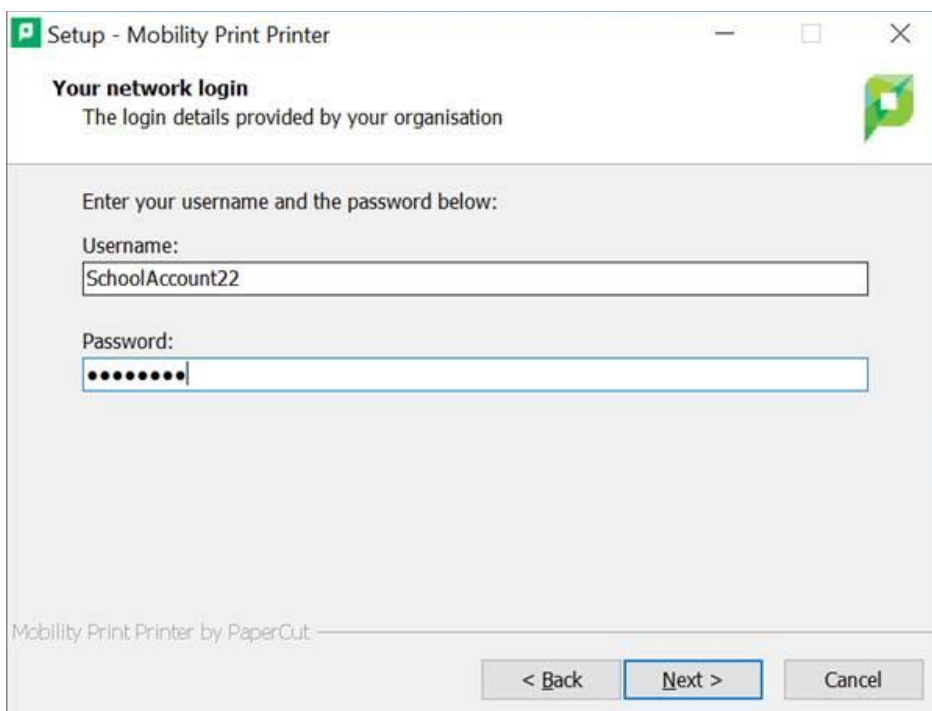 Setup - Mobility Print Printer
Your network login
The login details provided by your organisation
Enter your username and the password below:
Username:
SchoolAccount22
Password:
••••••••
Mobility Print Printer by PaperCut
< Back
Next >
Cancel